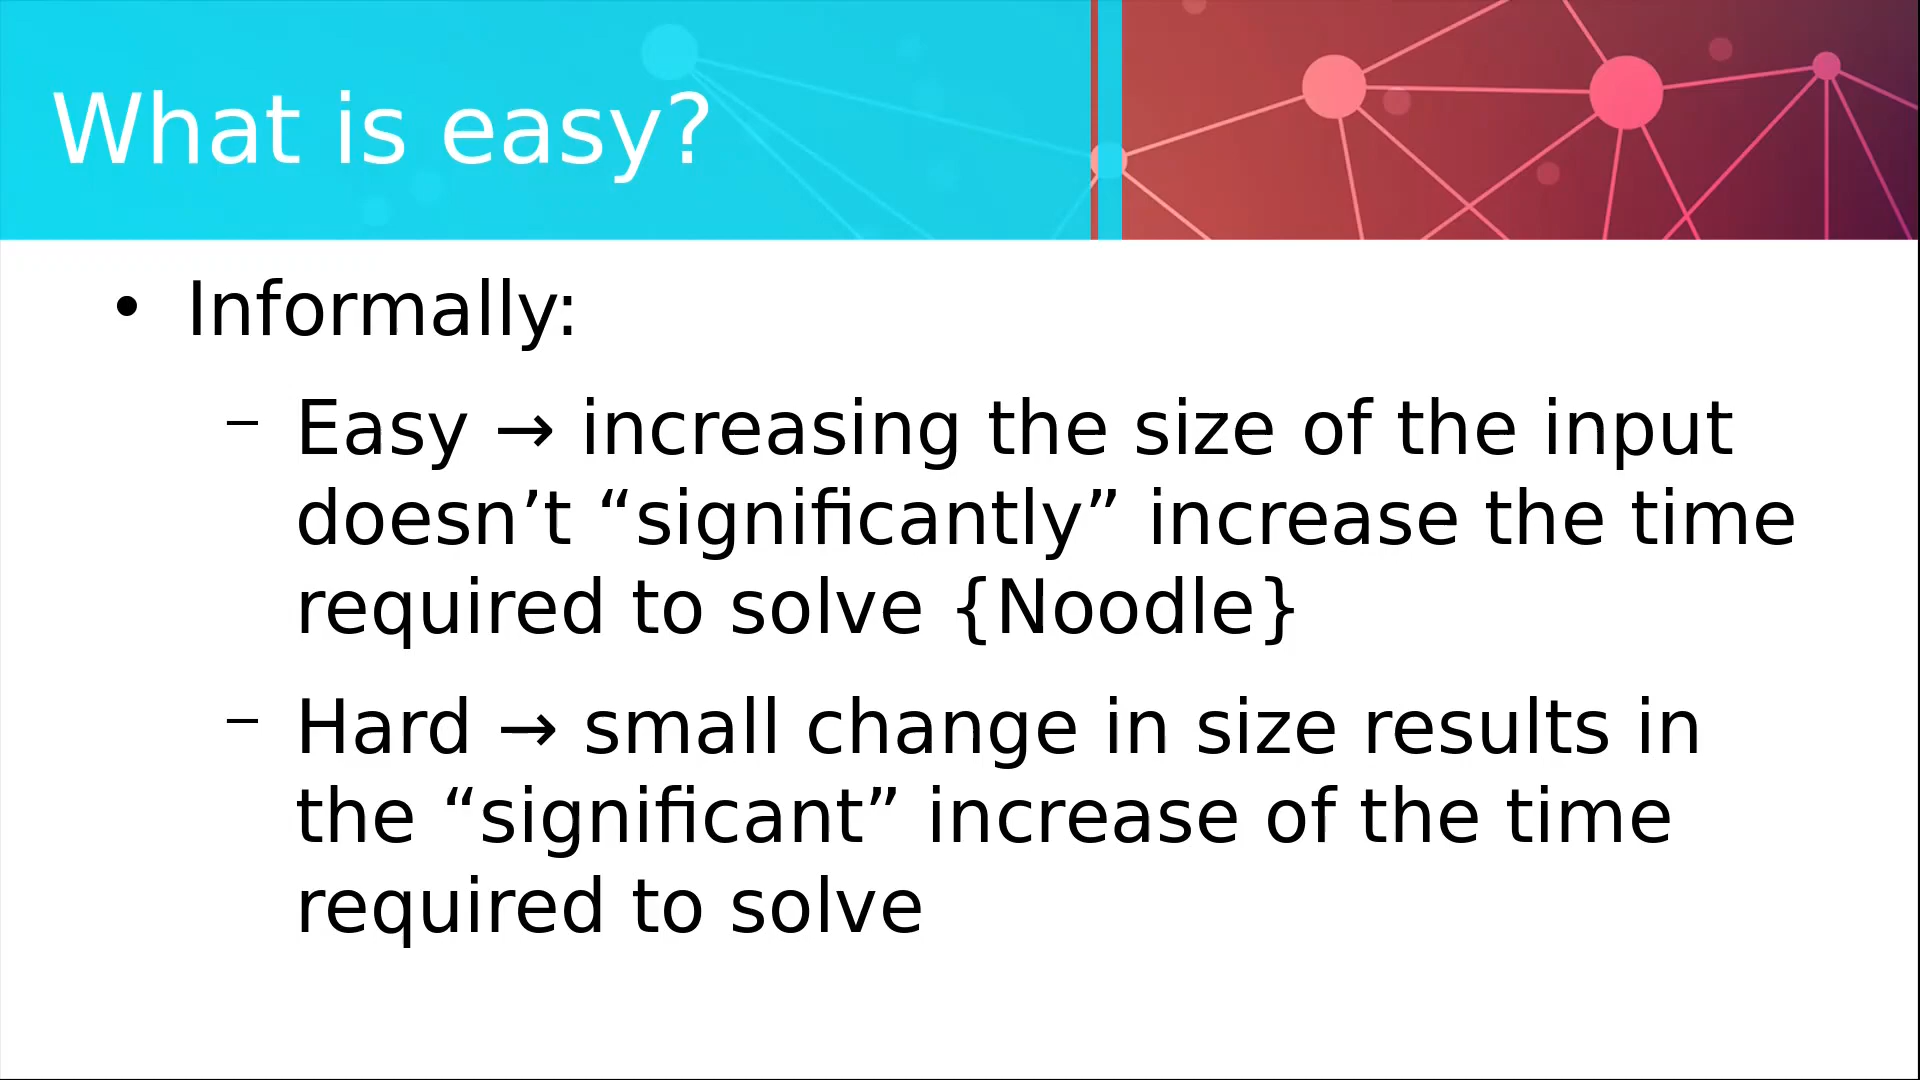 What is easy?
• Informally:
– Easy → increasing the size of the input
doesn’t “significantly” increase the time
required to solve {Noodle}
– Hard → small change in size results in
the “significant” increase of the time
required to solve